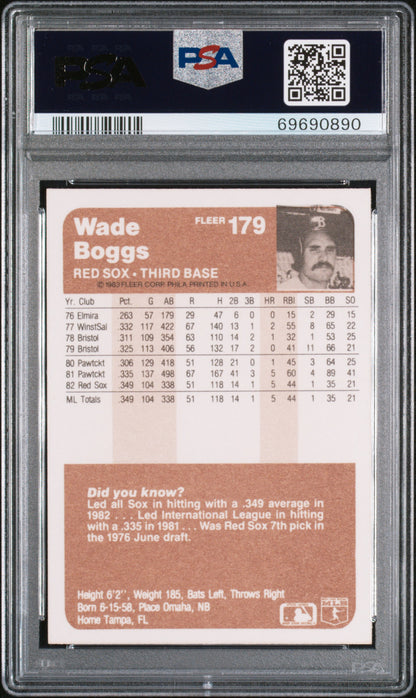 PSA
PSA
69690890
Wade
Boggs
FLEER 179
RED SOX • THIRD BASE
© 1983 FLEER CORP. PHILA. PRINTED IN U.S.A.
Yr. Club Pct. G AB R H 2B 3B HR RBI SB BB SO
76 Elmira .263 57 179 29 47 6 0 0 15 2 29 15
77 WinstSal .332 117 422 67 140 13 1 2 55 8 65 22
78 Bristol .311 109 354 63 110 14 2 1 32 1 53 25
79 Bristol .325 113 406 56 132 17 2 0 41 11 66 21
80 Pawtckt .306 129 418 51 128 21 0 1 45 3 64 25
81 Pawtckt .335 137 498 67 167 41 3 5 60 4 89 41
82 Red Sox .349 104 338 51 118 14 1 5 44 1 35 21
ML Totals .349 104 338 51 118 14 1 5 44 1 35 21
Did you know?
Led all Sox in hitting with a .349 average in
1982 . . . Led International League in hitting
with a .335 in 1981 . . . Was Red Sox 7th pick in
the 1976 June draft.
Height 6'2", Weight 185, Bats Left, Throws Right
Born 6-15-58, Place Omaha, NB
Home Tampa, FL